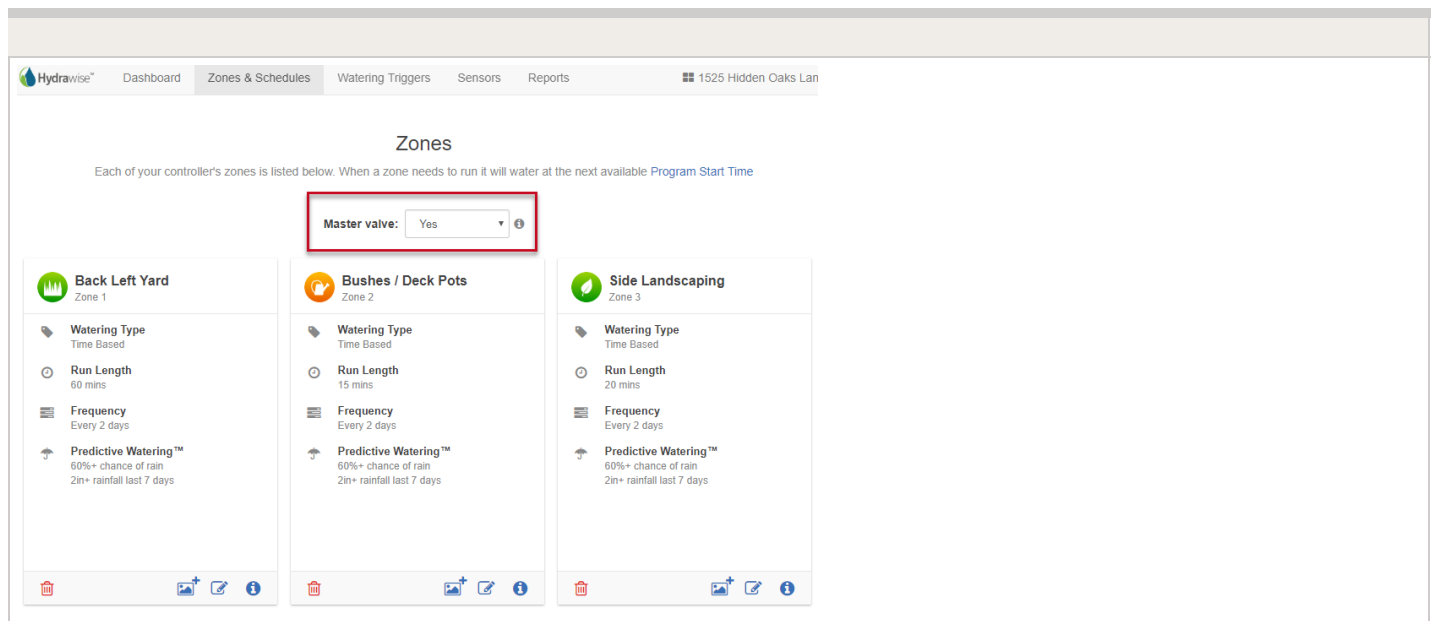 Hydrawise™ Dashboard Zones & Schedules Watering Triggers Sensors Reports 1525 Hidden Oaks Lan
Zones
Each of your controller's zones is listed below. When a zone needs to run it will water at the next available Program Start Time
Master valve: Yes
Back Left Yard
Zone 1
Watering Type
Time Based
Run Length
60 mins
Frequency
Every 2 days
Predictive Watering™
60%+ chance of rain
2in+ rainfall last 7 days
Bushes / Deck Pots
Zone 2
Watering Type
Time Based
Run Length
15 mins
Frequency
Every 2 days
Predictive Watering™
60%+ chance of rain
2in+ rainfall last 7 days
Side Landscaping
Zone 3
Watering Type
Time Based
Run Length
20 mins
Frequency
Every 2 days
Predictive Watering™
60%+ chance of rain
2in+ rainfall last 7 days